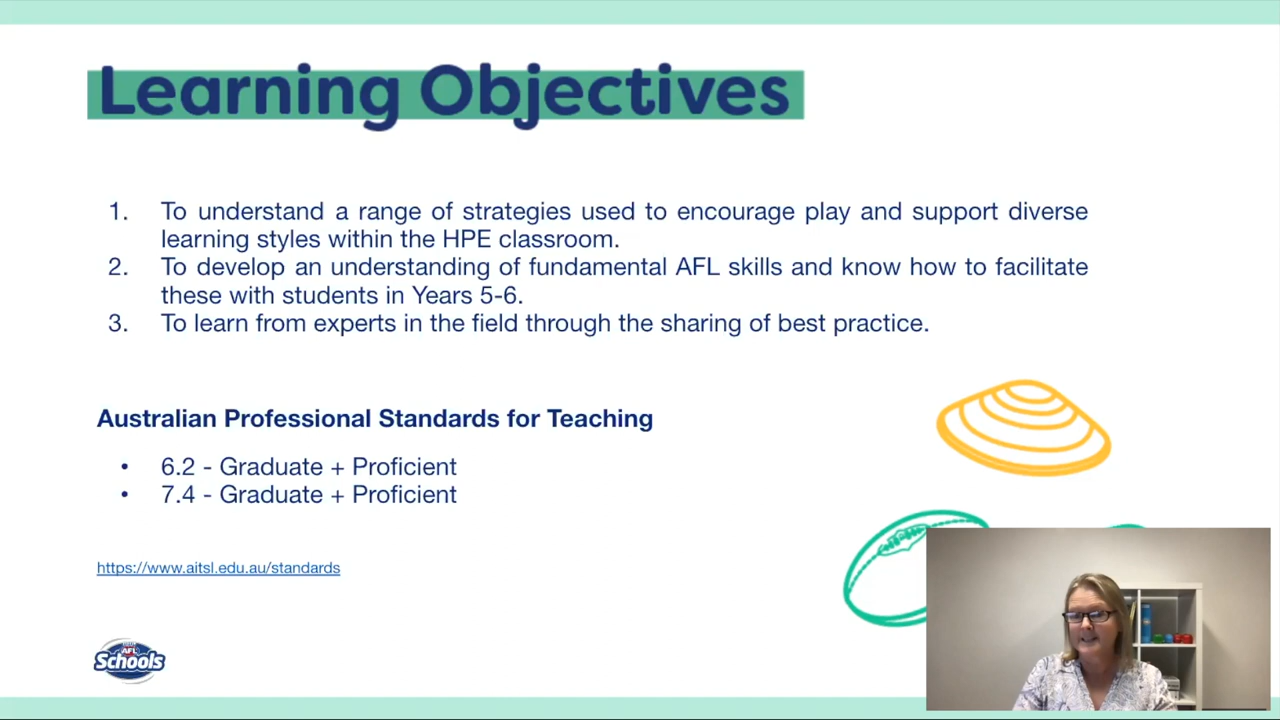 Learning Objectives
1. To understand a range of strategies used to encourage play and support diverse
learning styles within the HPE classroom.
2. To develop an understanding of fundamental AFL skills and know how to facilitate
these with students in Years 5-6.
3. To learn from experts in the field through the sharing of best practice.
Australian Professional Standards for Teaching
• 6.2 - Graduate + Proficient
• 7.4 - Graduate + Proficient
https://www.aitsl.edu.au/standards
AFL
Schools